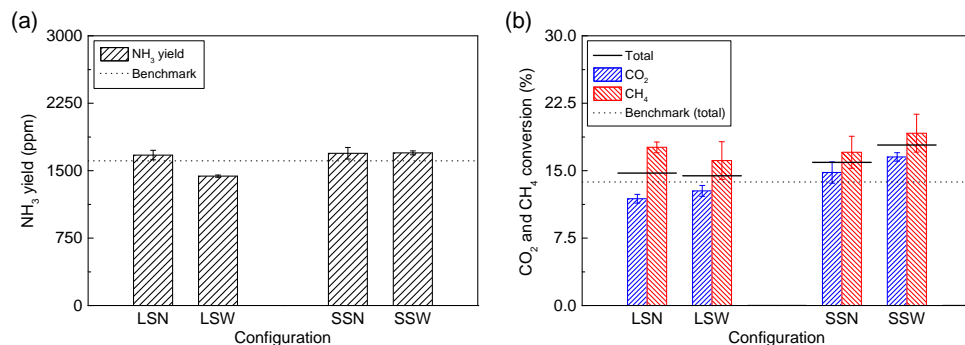 (a)
3000
2250
1500
750
0
NH₃ yield (ppm)
NH₃ yield
Benchmark
LSN LSW SSN SSW
Configuration
(b)
30.0
22.5
15.0
7.5
0.0
CO₂ and CH₄ conversion (%)
Total
CO₂
CH₄
Benchmark (total)
LSN LSW SSN SSW
Configuration